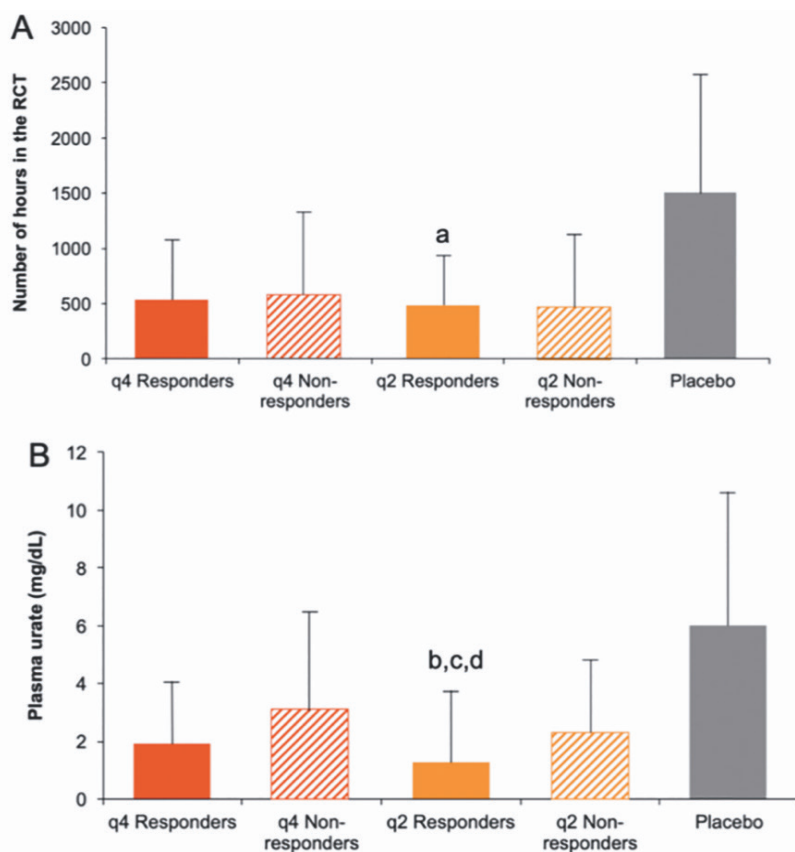 A
Number of hours in the RCT
3000
2500
2000
1500
1000
500
0
a
q4 Responders
q4 Non-
responders
q2 Responders
q2 Non-
responders
Placebo
B
Plasma urate (mg/dL)
12
10
8
6
4
2
0
b,c,d
q4 Responders
q4 Non-
responders
q2 Responders
q2 Non-
responders
Placebo